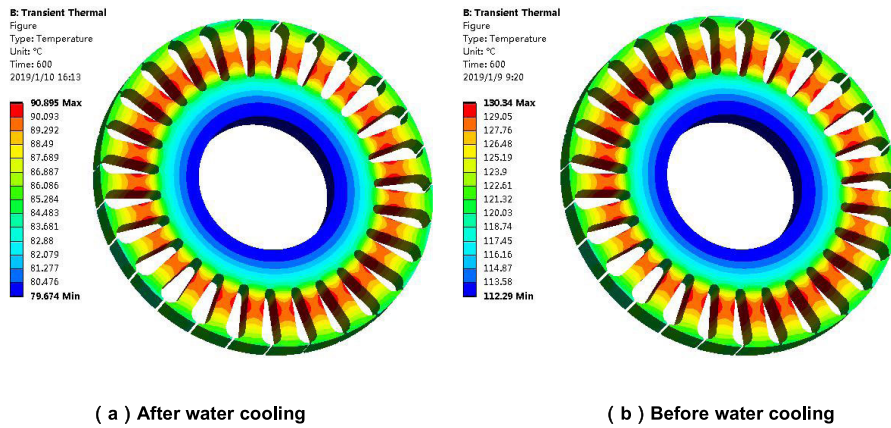 B: Transient Thermal
Figure
Type: Temperature
Unit: °C
Time: 600
2019/1/10 16:13
90.895 Max
90.093
89.292
88.49
87.689
86.887
86.086
85.284
84.483
83.681
82.88
82.079
81.277
80.476
79.674 Min
( a ) After water cooling
B: Transient Thermal
Figure
Type: Temperature
Unit: °C
Time: 600
2019/1/9 9:20
130.34 Max
129.05
127.76
126.48
125.19
123.9
122.61
121.32
120.03
118.74
117.45
116.16
114.87
113.58
112.29 Min
( b ) Before water cooling